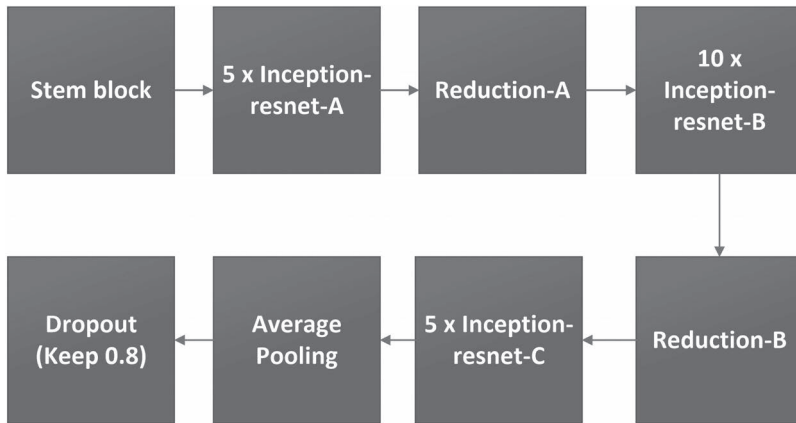 Stem block
5 x Inception-
resnet-A
Reduction-A
10 x
Inception-
resnet-B
Reduction-B
5 x Inception-
resnet-C
Average
Pooling
Dropout
(Keep 0.8)